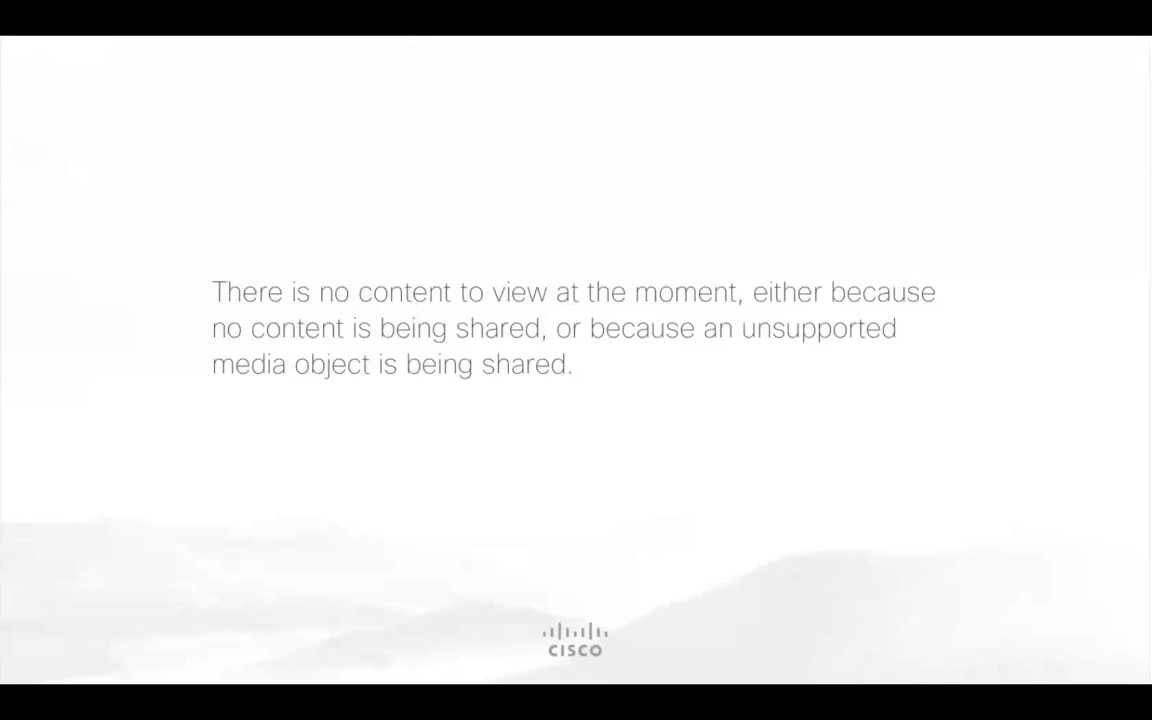 There is no content to view at the moment, either because
no content is being shared, or because an unsupported
media object is being shared.
CISCO